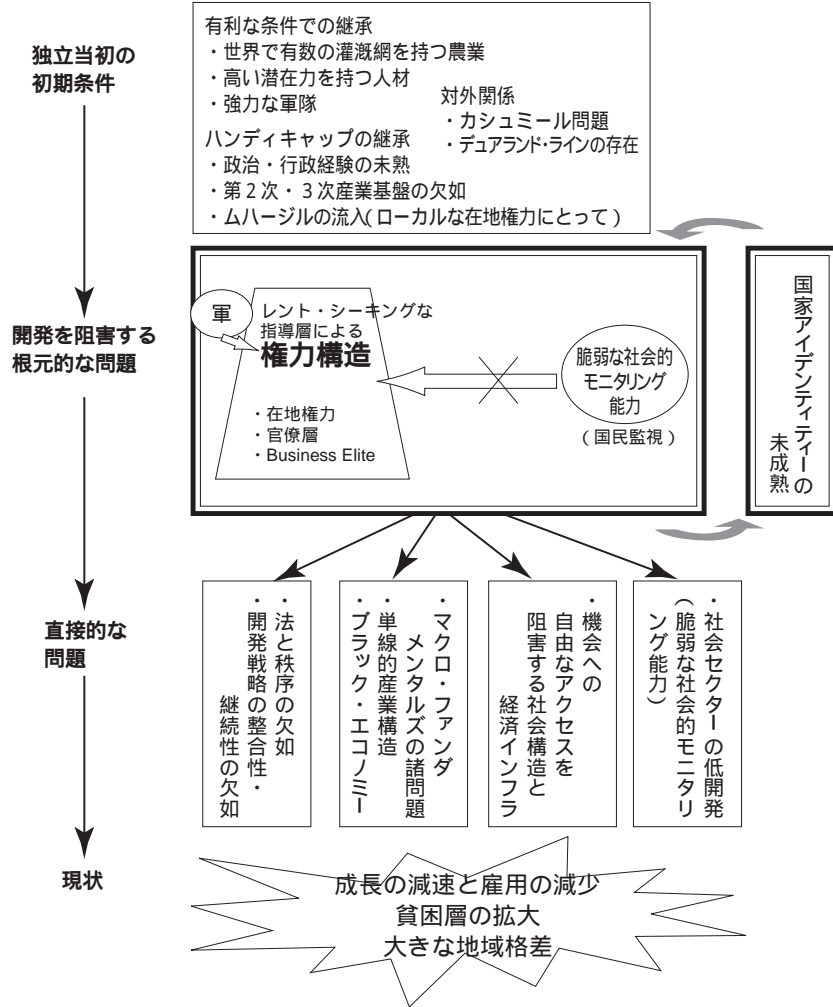 独立当初の
初期条件
有利な条件での継承
・世界で有数の灌漑網を持つ農業
・高い潜在力を持つ人材
・強力な軍隊
対外関係
・カシュミール問題
・デュアランド・ラインの存在
ハンディキャップの継承
・政治・行政経験の未熟
・第２次・３次産業基盤の欠如
・ムハージルの流入（ローカルな在地権力にとって）
開発を阻害する
根元的な問題
軍
レント・シーキングな
指導層による
権力構造
・在地権力
・官僚層
・Business Elite
脆弱な社会的
モニタリング
能力
（国民監視）
国家アイデンティティーの
未成熟
直接的な
問題
・法と秩序の欠如
・開発戦略の整合性・
継続性の欠如
・マクロ・ファンダ
メンタルズの諸問題
・単線的産業構造
・ブラック・エコノミー
・機会への
自由なアクセスを
阻害する社会構造と
経済インフラ
・社会セクターの低開発
（脆弱な社会的モニタリ
ング能力）
現状
成長の減速と雇用の減少
貧困層の拡大
大きな地域格差